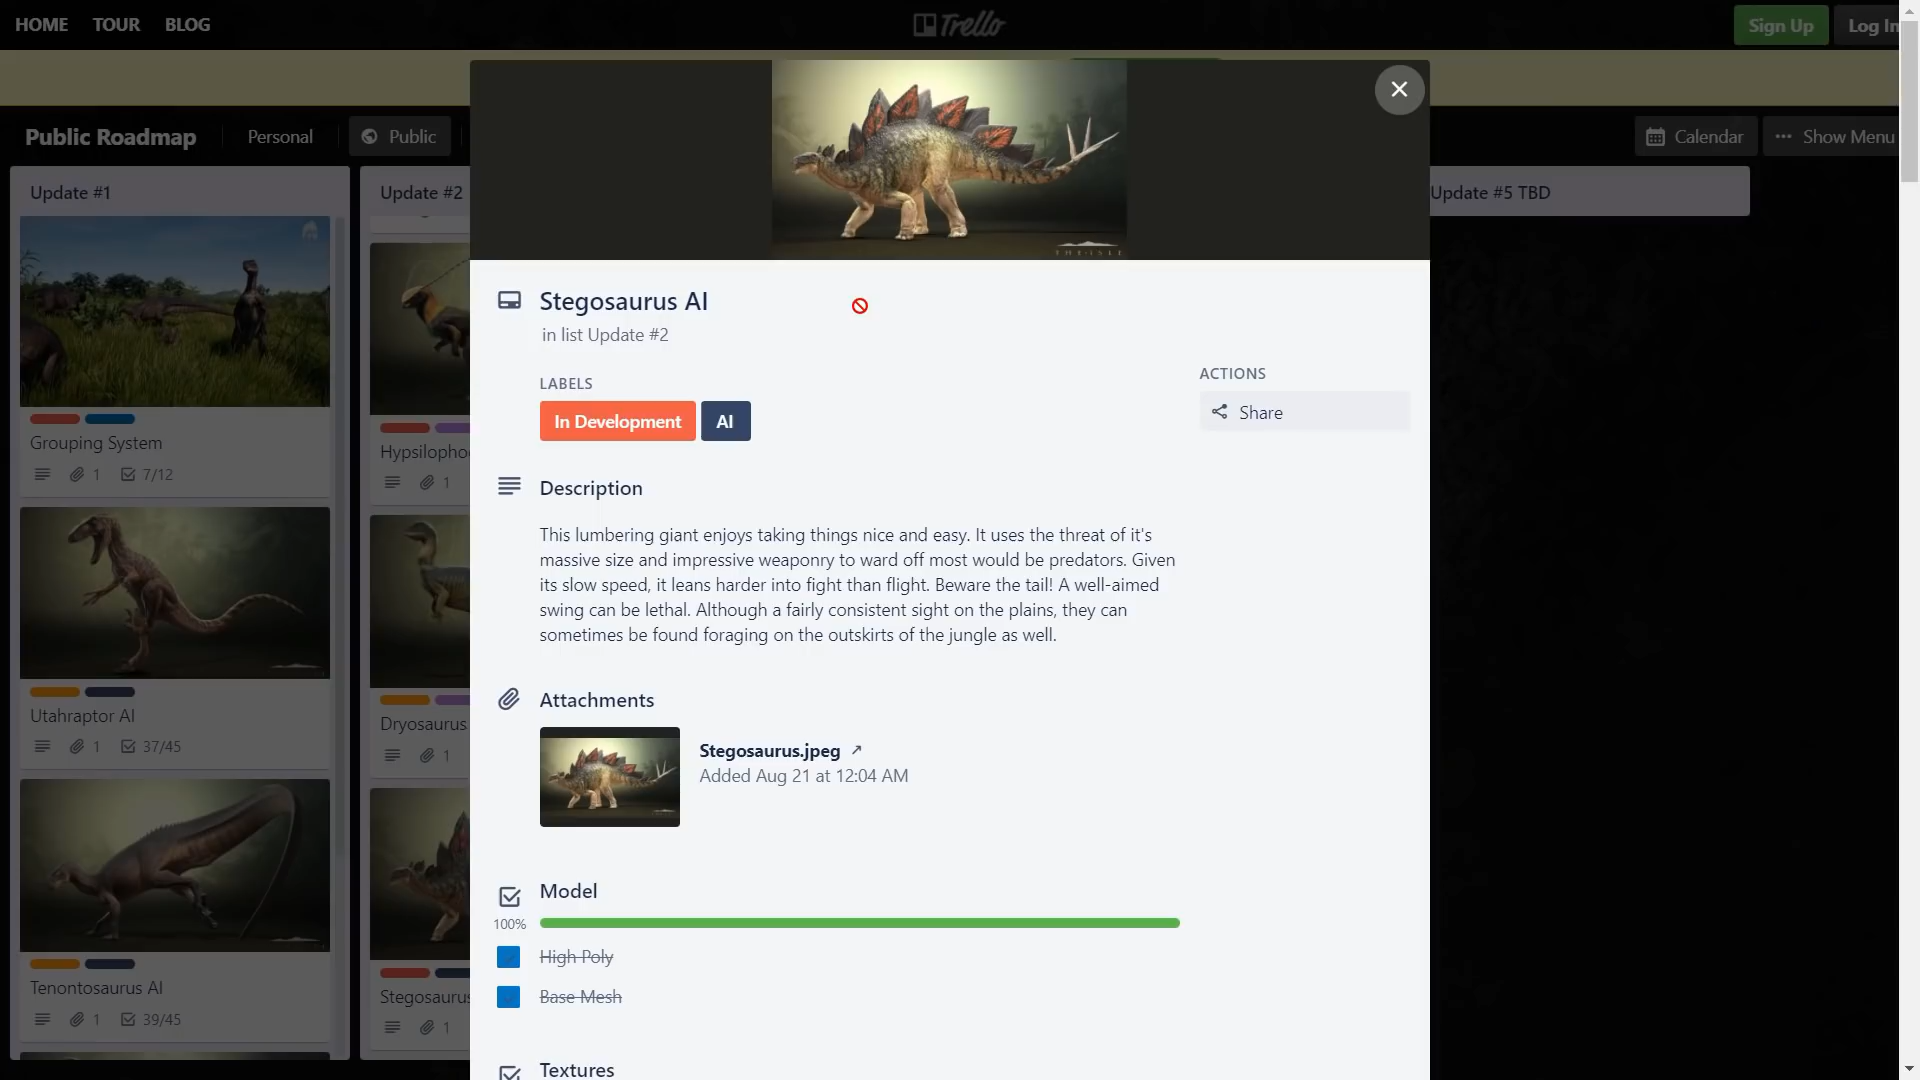 HOME TOUR BLOG
Trello
Sign Up
Log In
Public Roadmap
Personal
Public
Calendar
Show Menu
Update #1
Grouping System
1
7/12
Utahraptor AI
1
37/45
Tenontosaurus AI
1
39/45
Update #2
1
Dryosaurus
1
Stegosaurus
1
THE ISLE
Stegosaurus AI
in list Update #2
LABELS
In Development
AI
ACTIONS
Share
Description
This lumbering giant enjoys taking things nice and easy. It uses the threat of it's
massive size and impressive weaponry to ward off most would be predators. Given
its slow speed, it leans harder into fight than flight. Beware the tail! A well-aimed
swing can be lethal. Although a fairly consistent sight on the plains, they can
sometimes be found foraging on the outskirts of the jungle as well.
Attachments
Stegosaurus.jpeg
Added Aug 21 at 12:04 AM
Model
100%
High Poly
Base Mesh
Textures
Update #5 TBD